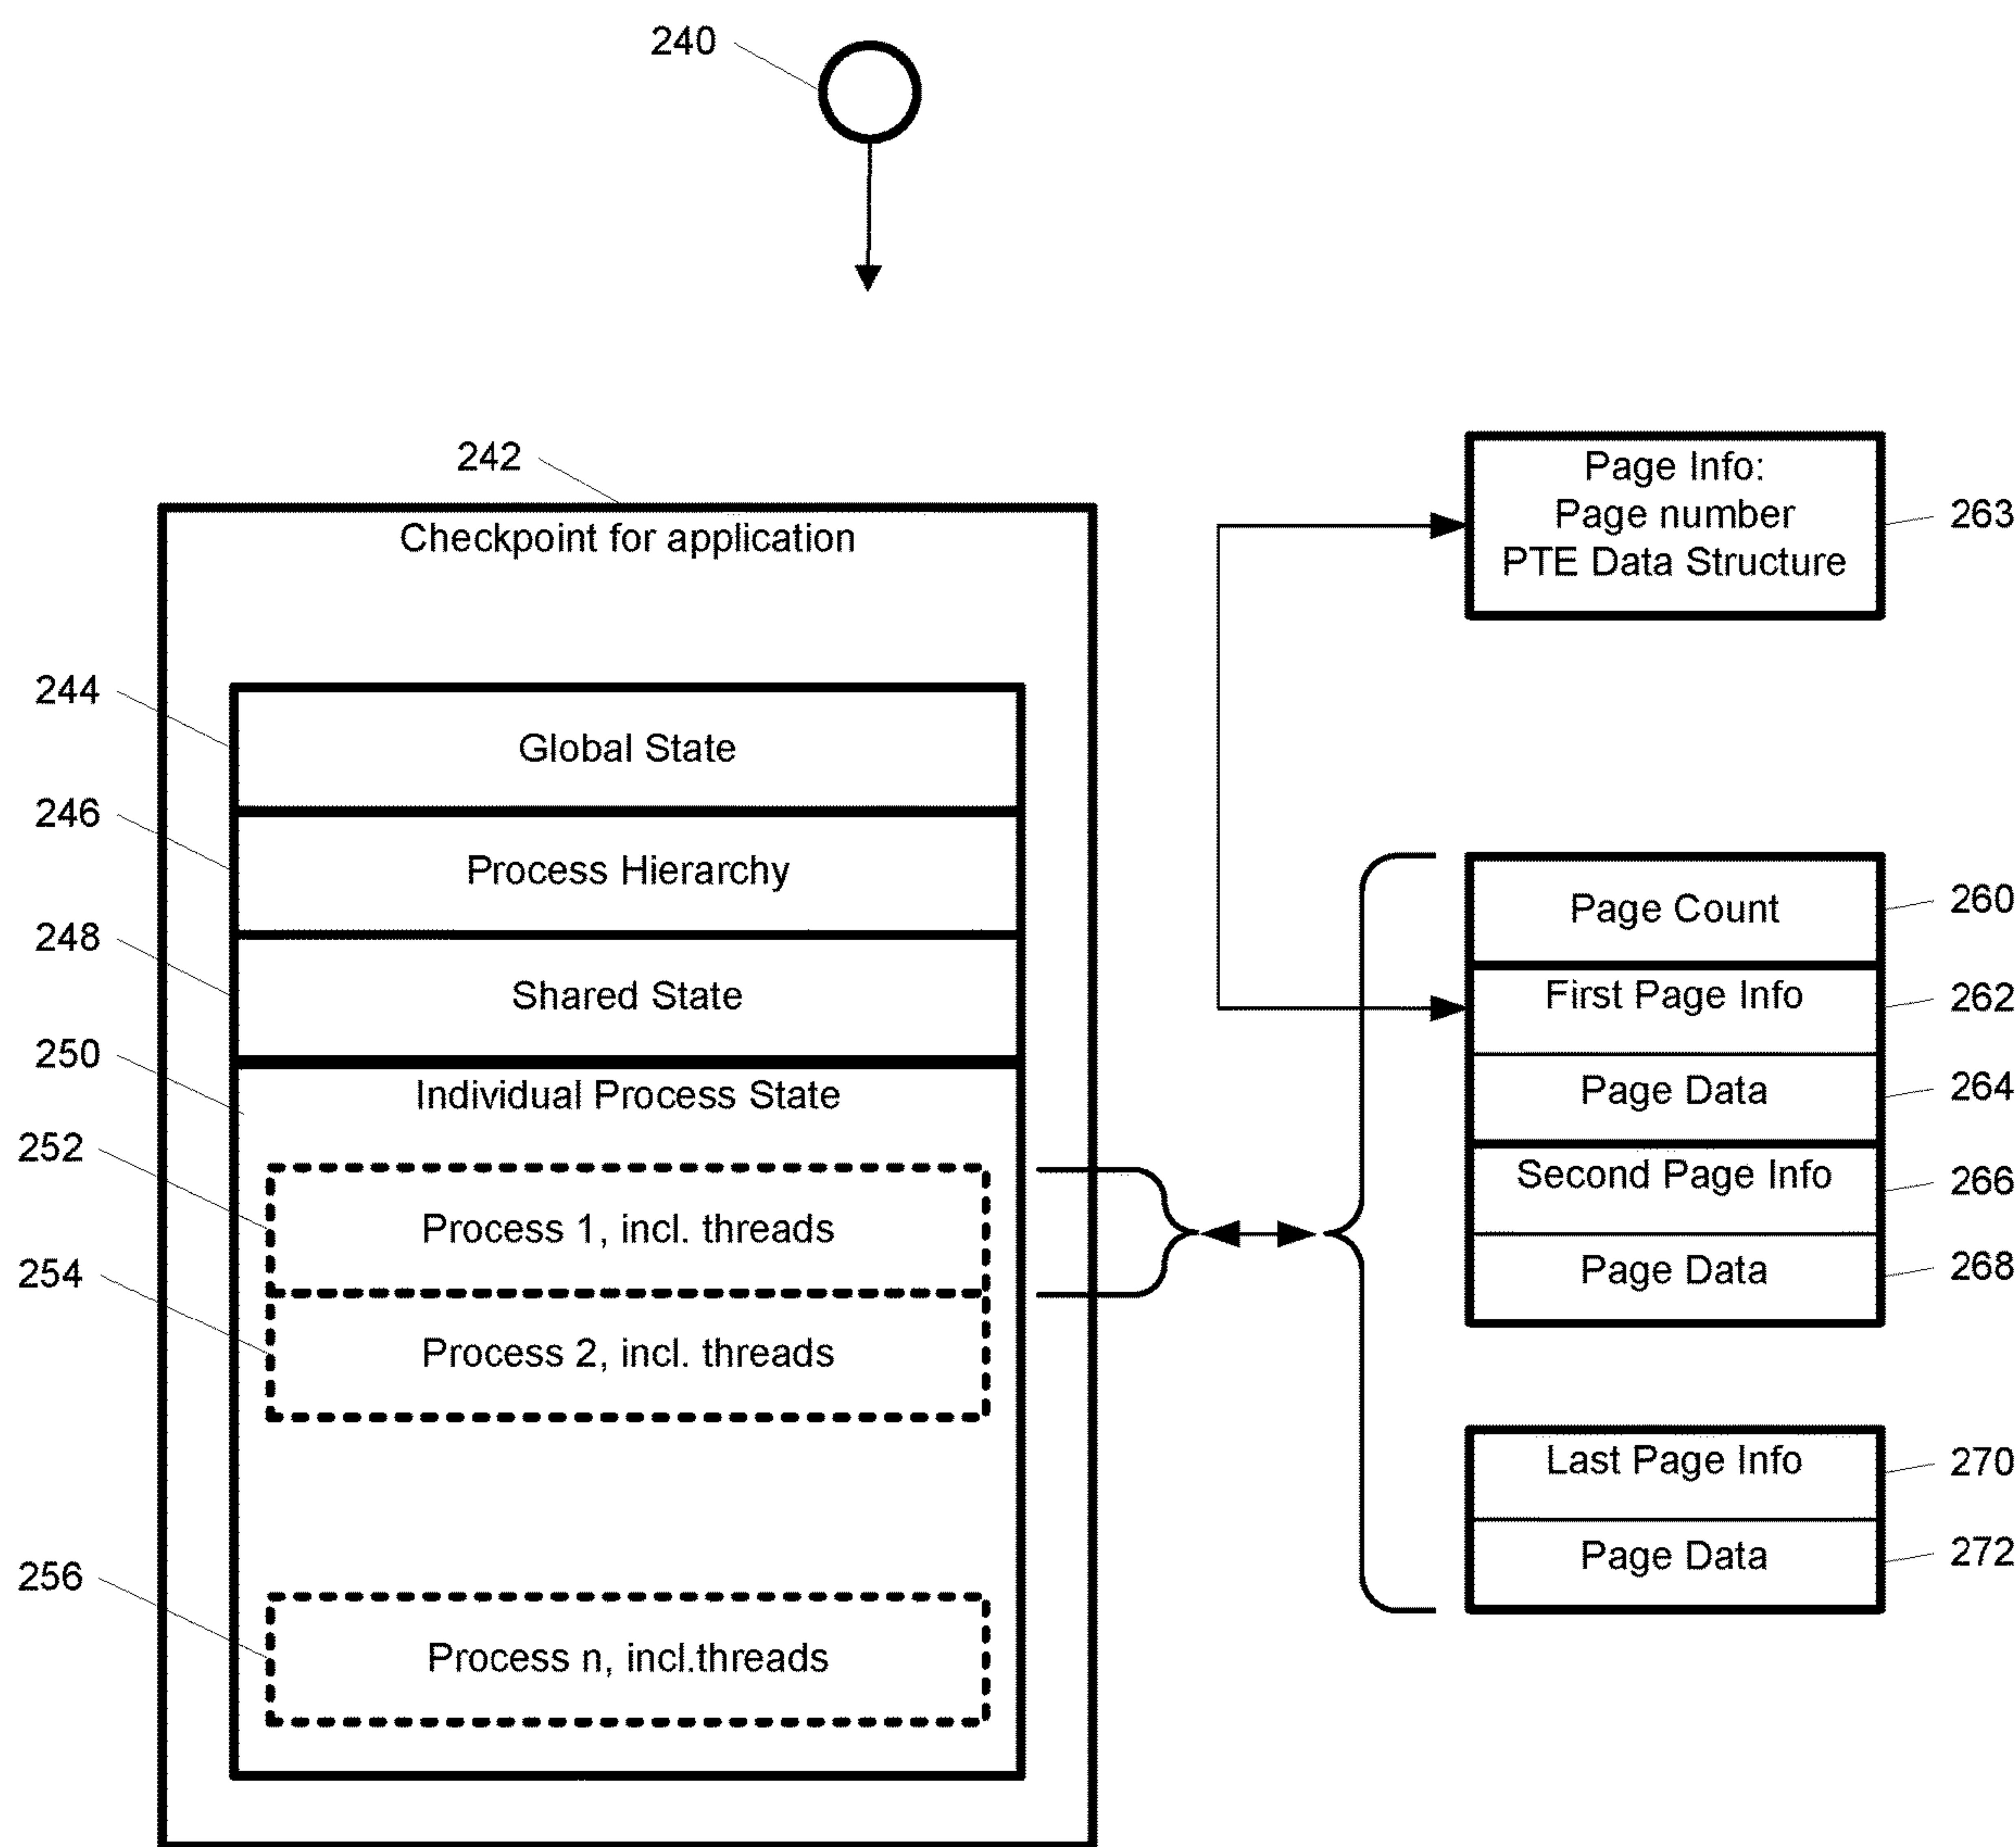 240
242
Checkpoint for application
244
Global State
246
Process Hierarchy
248
Shared State
250
Individual Process State
252
Process 1, incl. threads
254
Process 2, incl. threads
256
Process n, incl.threads
Page Info:
Page number
PTE Data Structure
263
Page Count
260
First Page Info
262
Page Data
264
Second Page Info
266
Page Data
268
Last Page Info
270
Page Data
272